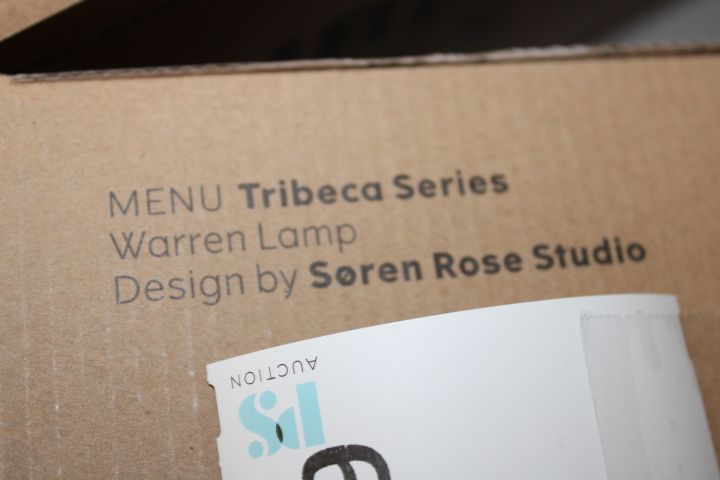 MENU Tribeca Series
Warren Lamp
Design by Søren Rose Studio
AUCTION